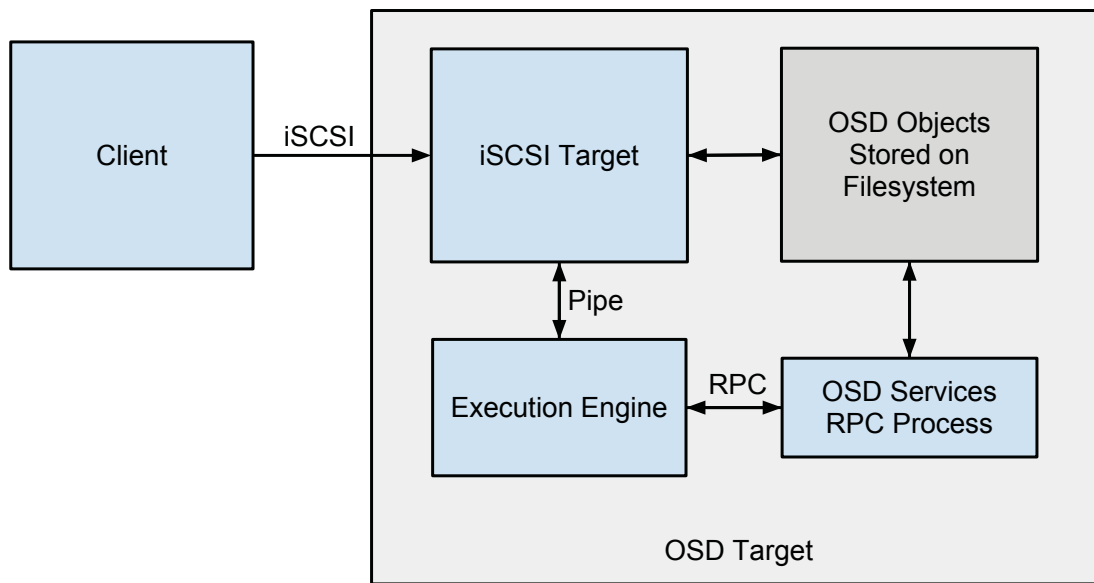 Client
iSCSI
iSCSI Target
OSD Objects
Stored on
Filesystem
Pipe
Execution Engine
RPC
OSD Services
RPC Process
OSD Target